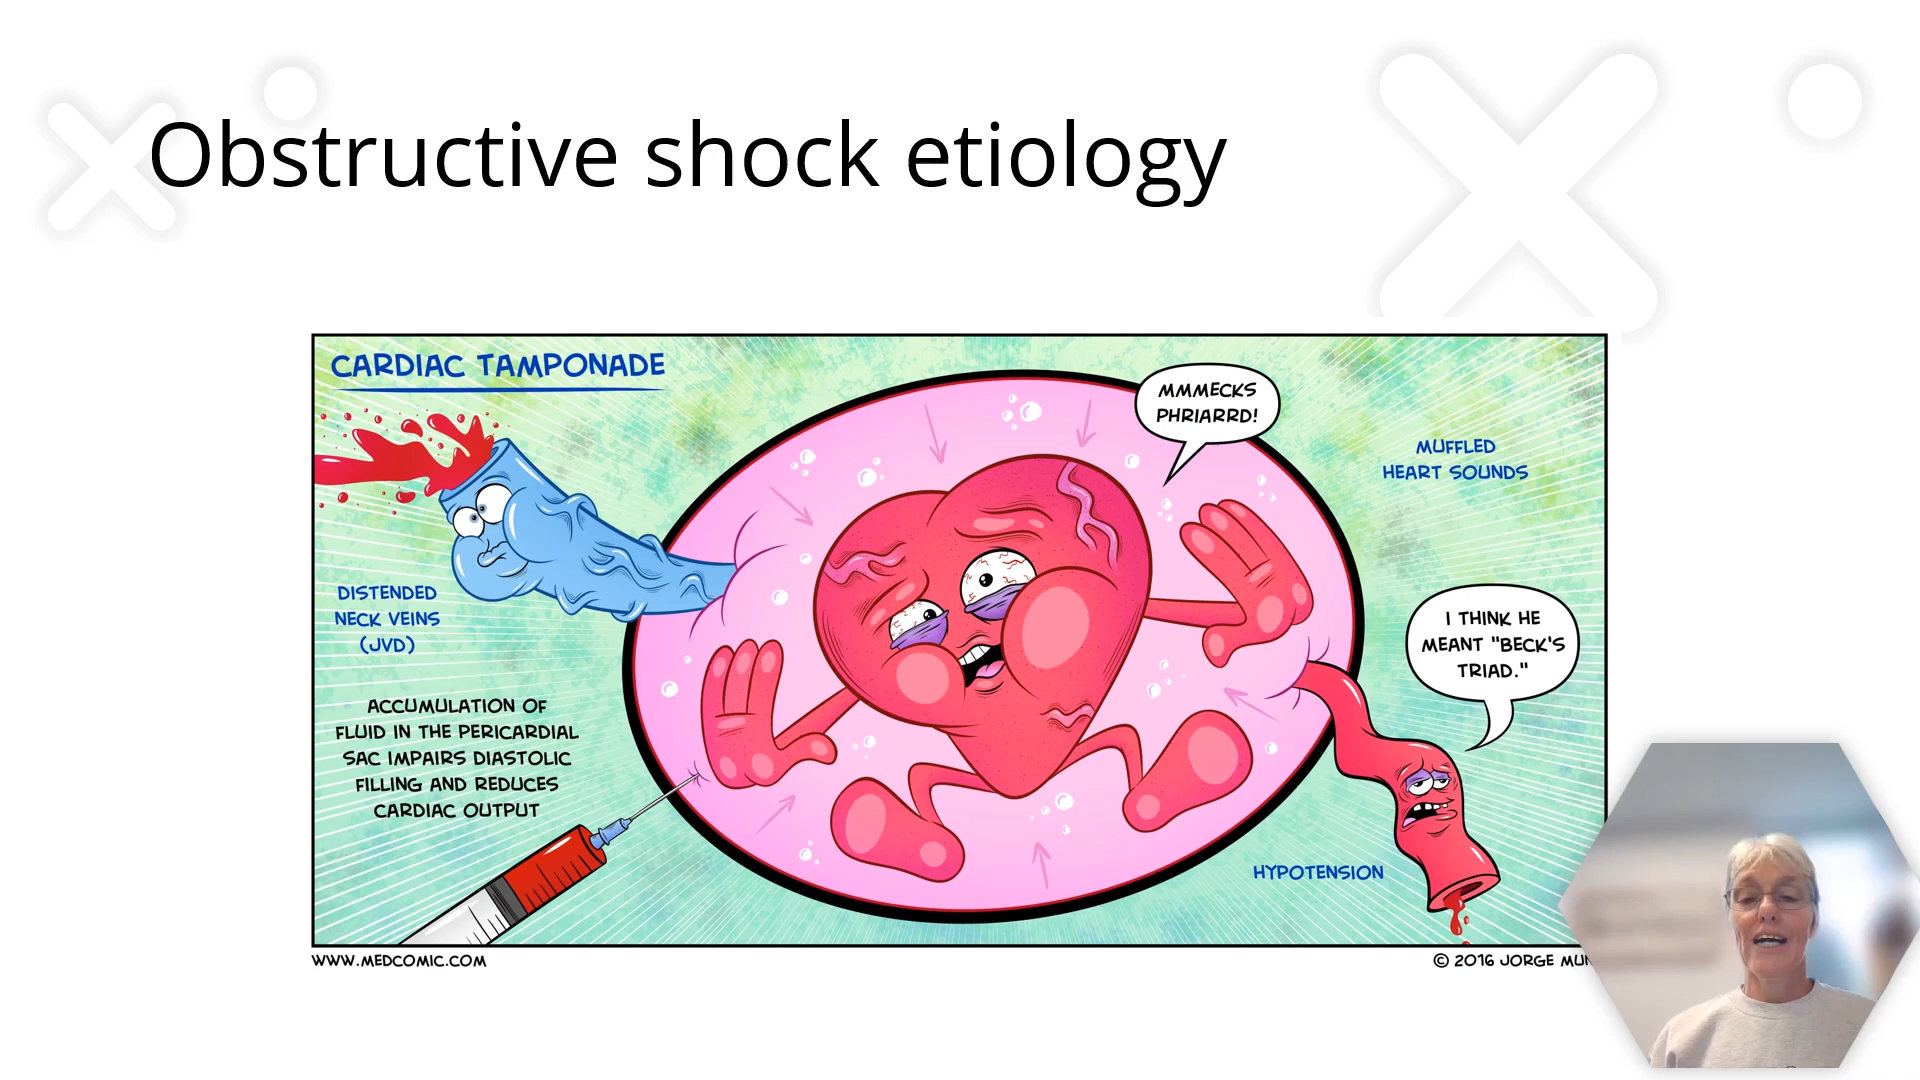 Obstructive shock etiology
CARDIAC TAMPONADE
MMMECKS
PHRIARRD!
MUFFLED
HEART SOUNDS
DISTENDED
NECK VEINS
(JVD)
I THINK HE
MEANT "BECK'S
TRIAD."
ACCUMULATION OF
FLUID IN THE PERICARDIAL
SAC IMPAIRS DIASTOLIC
FILLING AND REDUCES
CARDIAC OUTPUT
HYPOTENSION
WWW.MEDCOMIC.COM
© 2016 JORGE